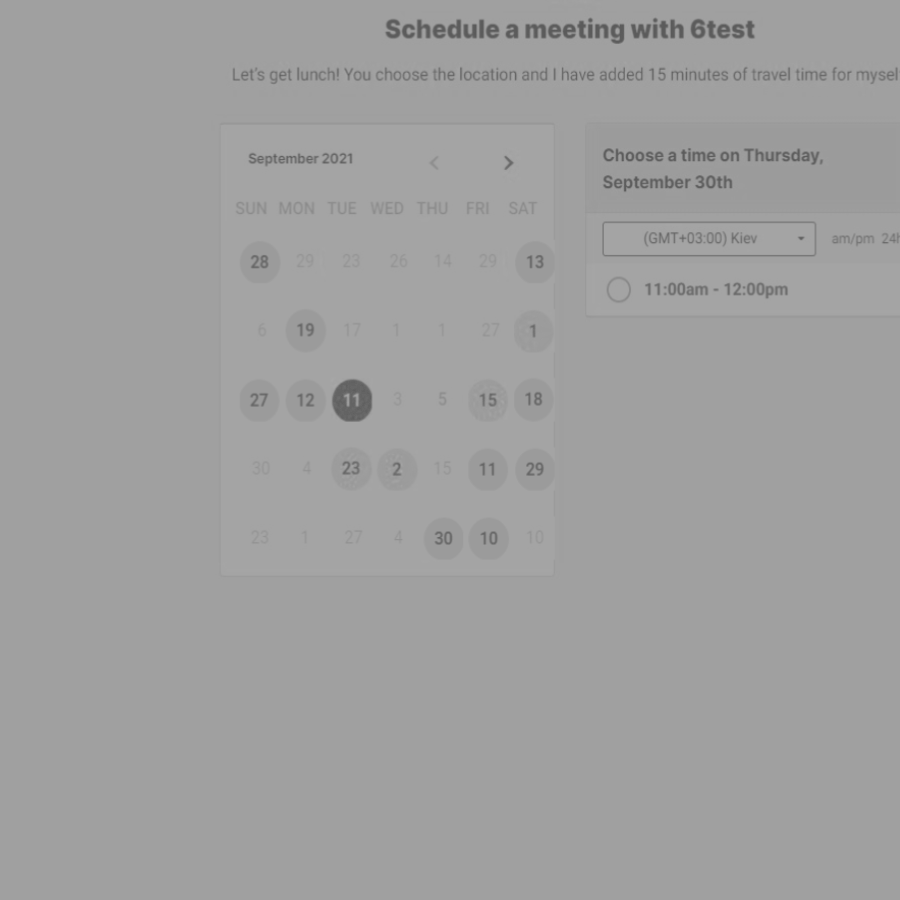 Schedule a meeting with 6test
Let's get lunch! You choose the location and I have added 15 minutes of travel time for mysel
September 2021
SUN MON TUE WED THU FRI SAT
28 29 23 26 14 29 13
6 19 17 1 1 27 1
27 12 11 3 5 15 18
30 4 23 2 15 11 29
23 1 27 4 30 10 10
Choose a time on Thursday,
September 30th
(GMT+03:00) Kiev am/pm 24h
11:00am - 12:00pm